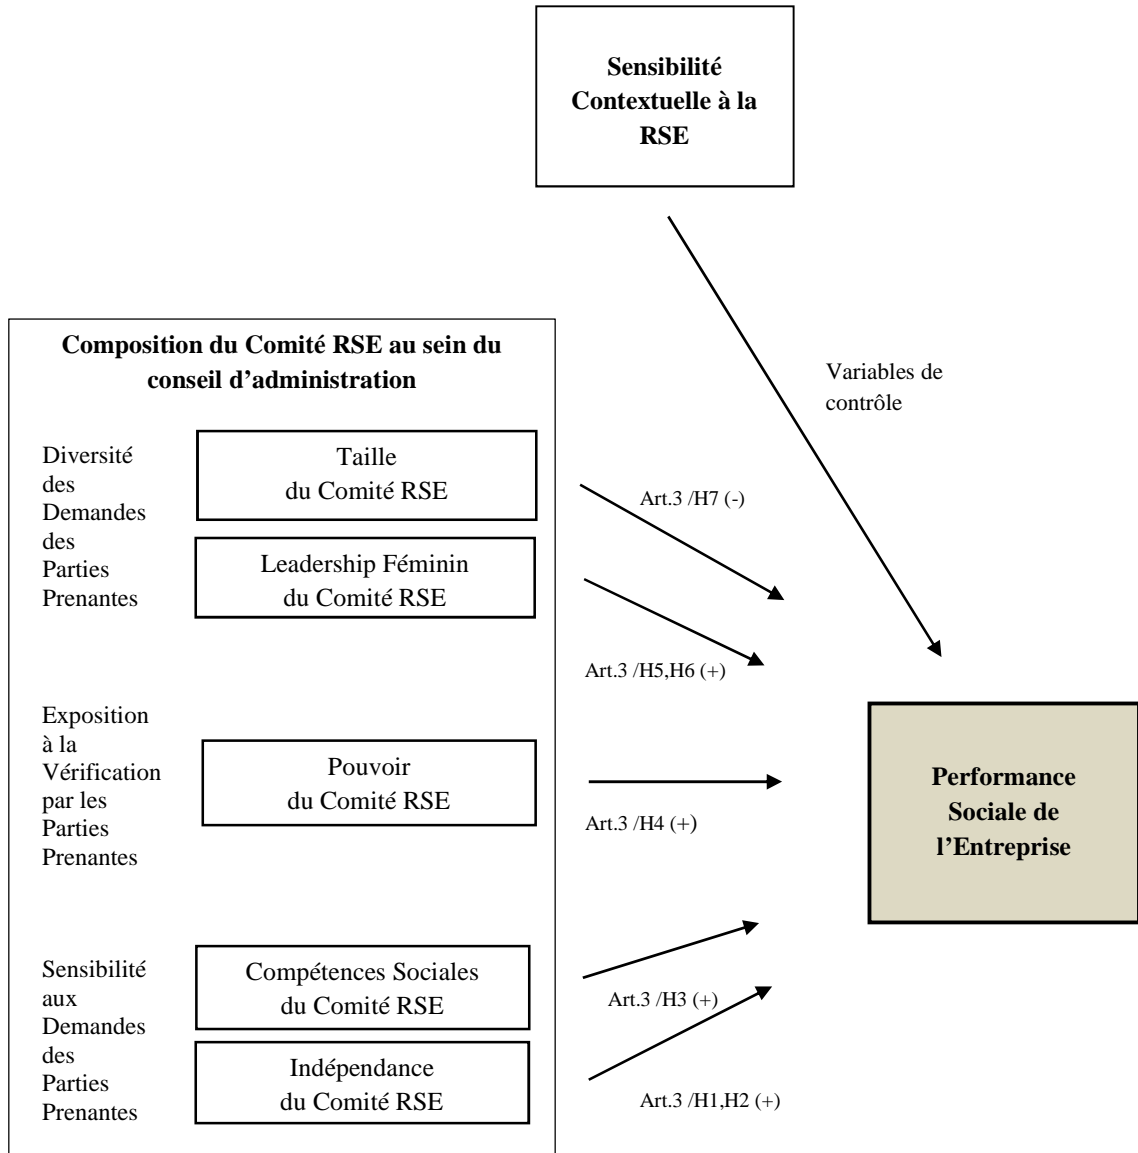 Sensibilité
Contextuelle à la
RSE
Variables de
contrôle
Composition du Comité RSE au sein du
conseil d’administration
Diversité
des
Demandes
des
Parties
Prenantes
Taille
du Comité RSE
Leadership Féminin
du Comité RSE
Art.3 /H7 (-)
Art.3 /H5,H6 (+)
Exposition
à la
Vérification
par les
Parties
Prenantes
Pouvoir
du Comité RSE
Art.3 /H4 (+)
Performance
Sociale de
l’Entreprise
Sensibilité
aux
Demandes
des
Parties
Prenantes
Compétences Sociales
du Comité RSE
Indépendance
du Comité RSE
Art.3 /H3 (+)
Art.3 /H1,H2 (+)